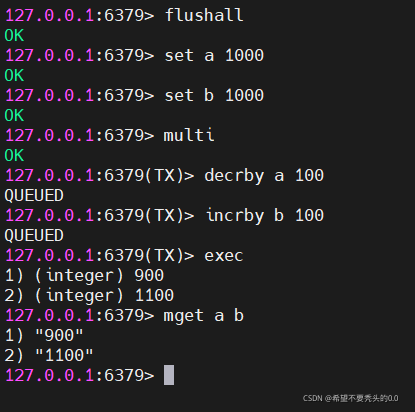 127.0.0.1:6379> flushall
OK
127.0.0.1:6379> set a 1000
OK
127.0.0.1:6379> set b 1000
OK
127.0.0.1:6379> multi
OK
127.0.0.1:6379(TX)> decrby a 100
QUEUED
127.0.0.1:6379(TX)> incrby b 100
QUEUED
127.0.0.1:6379(TX)> exec
1) (integer) 900
2) (integer) 1100
127.0.0.1:6379> mget a b
1) "900"
2) "1100"
127.0.0.1:6379>
CSDN @希望不要秃头的0.0